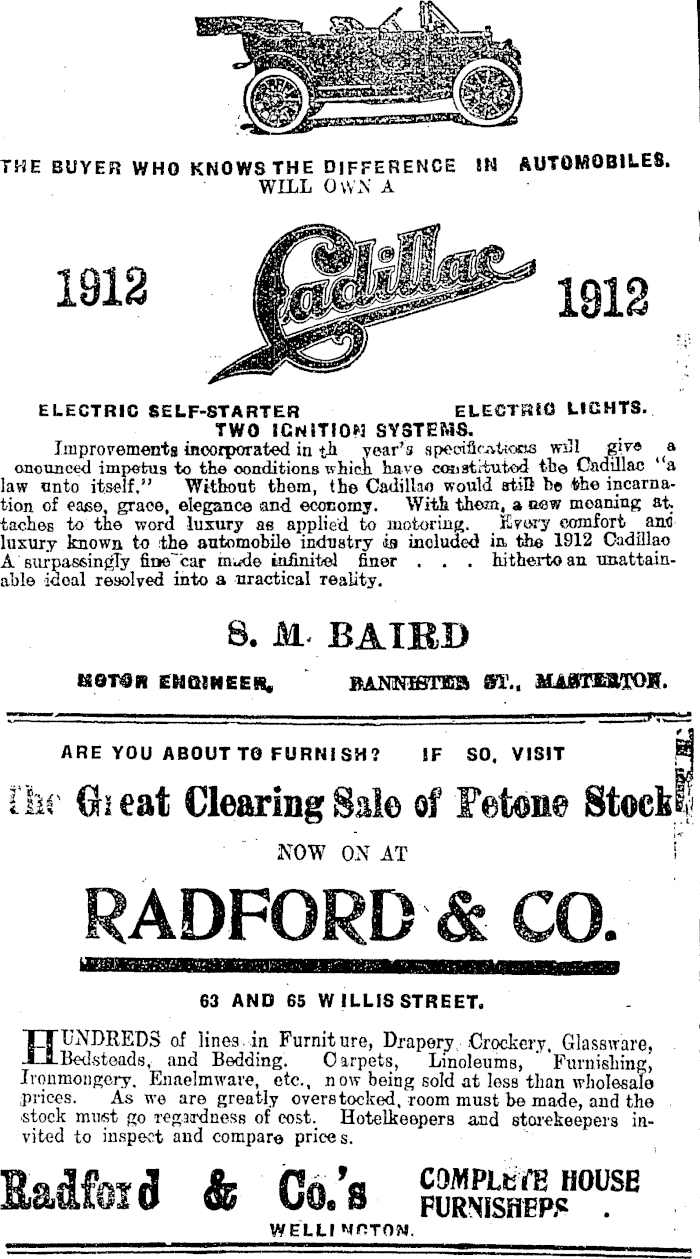 THE BUYER WHO KNOWS THE DIFFERENCE IN AUTOMOBILES.
WILL OWN A
1912 Cadillac 1912
ELECTRIC SELF-STARTER ELECTRIC LIGHTS.
TWO IGNITION SYSTEMS.
Improvements incorporated in th year's specifications will give a
onounced impetus to the conditions which have constituted the Cadillac "a
law unto itself." Without them, the Cadillac would still be the incarna-
tion of ease, grace, elegance and economy. With them, a new meaning at-
taches to the word luxury as applied to motoring. Every comfort and
luxury known to the automobile industry is included in the 1912 Cadillac
A surpassingly fine car made infinitel finer . . . hitherto an unattain-
able ideal resolved into a practical reality.
S. M. BAIRD
MOTOR ENGINEER, BANNISTER ST., MASTERTON.
ARE YOU ABOUT TO FURNISH? IF SO, VISIT
The Great Clearing Sale of Petone Stock
NOW ON AT
RADFORD & CO.
63 AND 65 WILLIS STREET.
HUNDREDS of lines in Furniture, Drapery, Crockery, Glassware,
Bedsteads, and Bedding. Carpets, Linoleums, Furnishing,
Ironmongery, Enaelmware, etc., now being sold at less than wholesale
prices. As we are greatly overstocked, room must be made, and the
stock must go regardness of cost. Hotelkeepers and storekeepers in-
vited to inspect and compare prices.
Radford & Co.'s COMPLETE HOUSE
FURNISHERS.
WELLINGTON.